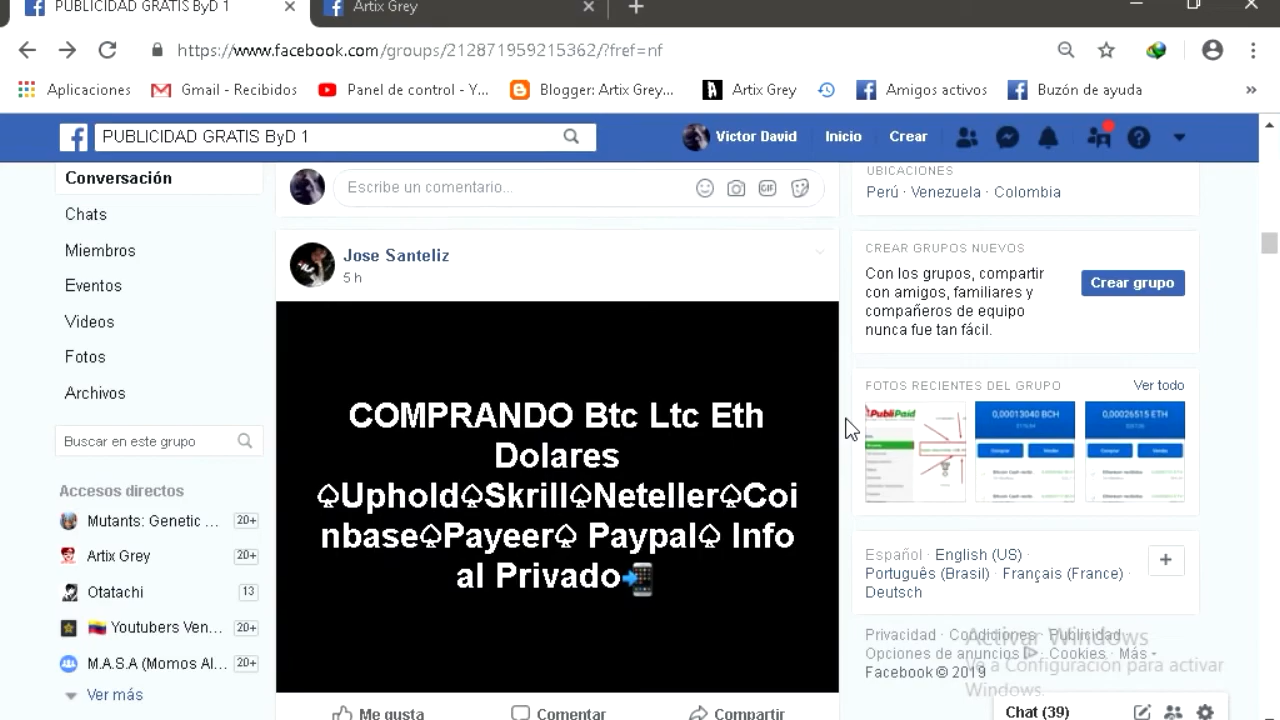 PUBLICIDAD GRATIS ByD 1
Artix Grey
https://www.facebook.com/groups/2128719592153​62/?fref=nf
Aplicaciones
Gmail - Recibidos
Panel de control - Y...
Blogger: Artix Grey...
Artix Grey
Amigos activos
Buzón de ayuda
PUBLICIDAD GRATIS ByD 1
Victor David
Inicio
Crear
Conversación
Chats
Miembros
Eventos
Videos
Fotos
Archivos
Buscar en este grupo
Accesos directos
Mutants: Genetic ... 20+
Artix Grey 20+
Otatachi 13
Youtubers Ven... 20+
M.A.S.A (Momos Al... 20+
Ver más
Escribe un comentario...
GIF
Jose Santeliz
5 h
COMPRANDO Btc Ltc Eth
Dolares
♤Uphold♤Skrill♤Neteller♤Coi
nbase♤Payeer♤ Paypal♤ Info
al Privado📲
Me gusta
Comentar
Compartir
UBICACIONES
Perú · Venezuela · Colombia
CREAR GRUPOS NUEVOS
Con los grupos, compartir
con amigos, familiares y
compañeros de equipo
nunca fue tan fácil.
Crear grupo
FOTOS RECIENTES DEL GRUPO
Ver todo
PubliPaid
0,00013040 BCH
0,00026515 ETH
Español · English (US) ·
Português (Brasil) · Français (France) ·
Deutsch
Privacidad · Condiciones · Publicidad
Opciones de anuncios · Cookies · Más
Facebook © 2019
Activar Windows
Ve a Configuración para activar
Windows.
Chat (39)